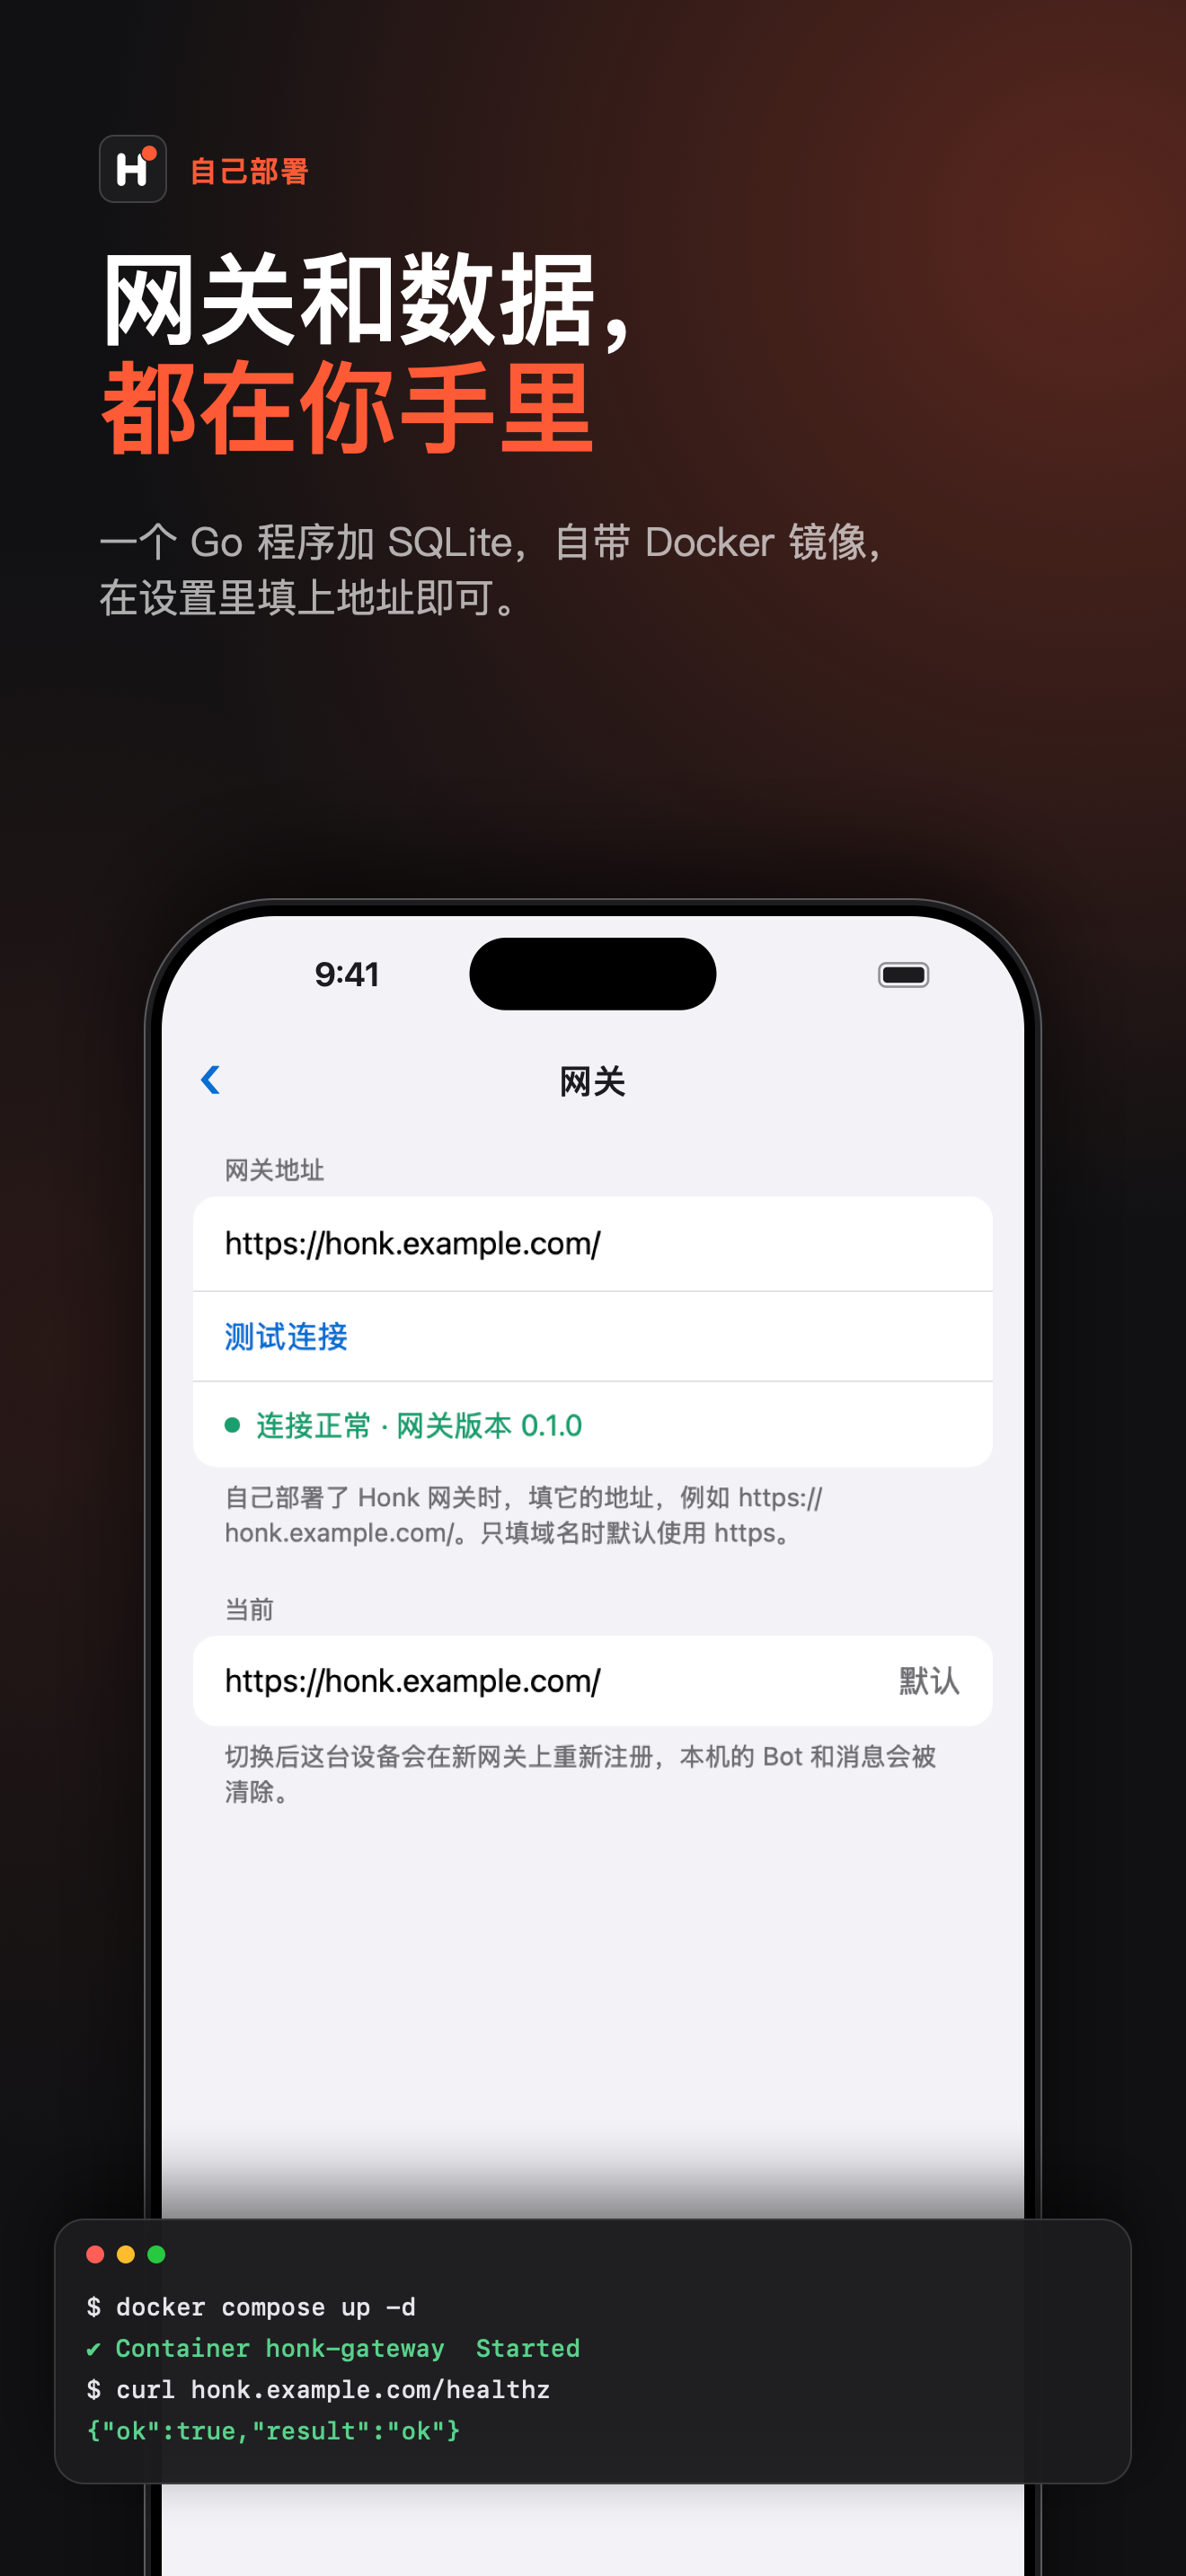 H
自己部署
网关和数据，
都在你手里
一个 Go 程序加 SQLite，自带 Docker 镜像，
在设置里填上地址即可。
9:41
网关
网关地址
https://honk.example.com/
测试连接
连接正常 · 网关版本 0.1.0
自己部署了 Honk 网关时，填它的地址，例如 https://
honk.example.com/。只填域名时默认使用 https。
当前
https://honk.example.com/ 默认
切换后这台设备会在新网关上重新注册，本机的 Bot 和消息会被
清除。
$ docker compose up -d
✔ Container honk-gateway  Started
$ curl honk.example.com/healthz
{"ok":true,"result":"ok"}